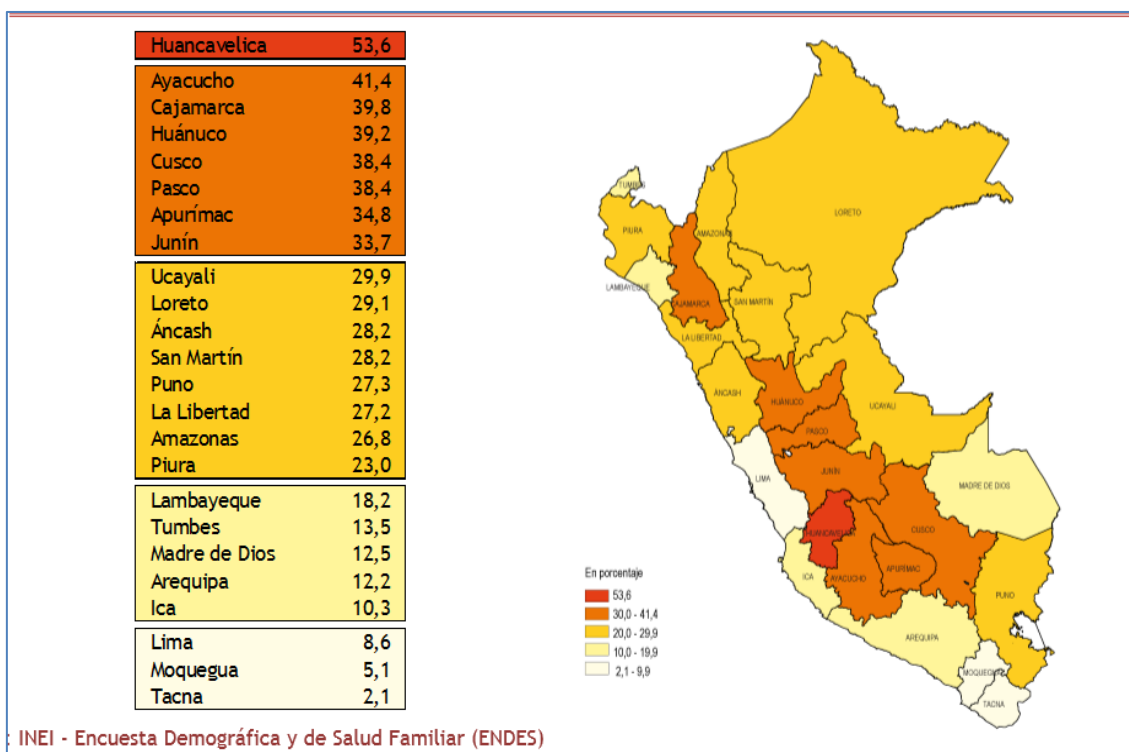 Huancavelica 53,6
Ayacucho 41,4
Cajamarca 39,8
Huánuco 39,2
Cusco 38,4
Pasco 38,4
Apurímac 34,8
Junín 33,7
Ucayali 29,9
Loreto 29,1
Áncash 28,2
San Martín 28,2
Puno 27,3
La Libertad 27,2
Amazonas 26,8
Piura 23,0
Lambayeque 18,2
Tumbes 13,5
Madre de Dios 12,5
Arequipa 12,2
Ica 10,3
Lima 8,6
Moquegua 5,1
Tacna 2,1
TUMBES
LORETO
PIURA
AMAZONAS
LAMBAYEQUE
CAJAMARCA
SAN MARTÍN
LA LIBERTAD
ÁNCASH
HUÁNUCO
UCAYALI
PASCO
LIMA
JUNÍN
MADRE DE DIOS
HUANCAVELICA
CUSCO
ICA
AYACUCHO
APURÍMAC
PUNO
AREQUIPA
MOQUEGUA
TACNA
En porcentaje
53,6
30,0 - 41,4
20,0 - 29,9
10,0 - 19,9
2,1 - 9,9
: INEI - Encuesta Demográfica y de Salud Familiar (ENDES)